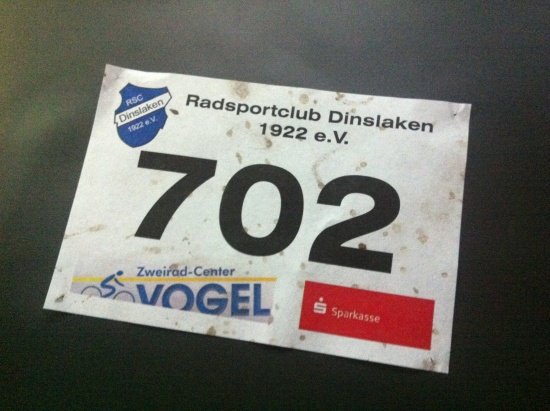 RSC
Dinslaken
1922 e.V.
Radsportclub Dinslaken
1922 e.V.
702
Zweirad-Center
VOGEL
Sparkasse